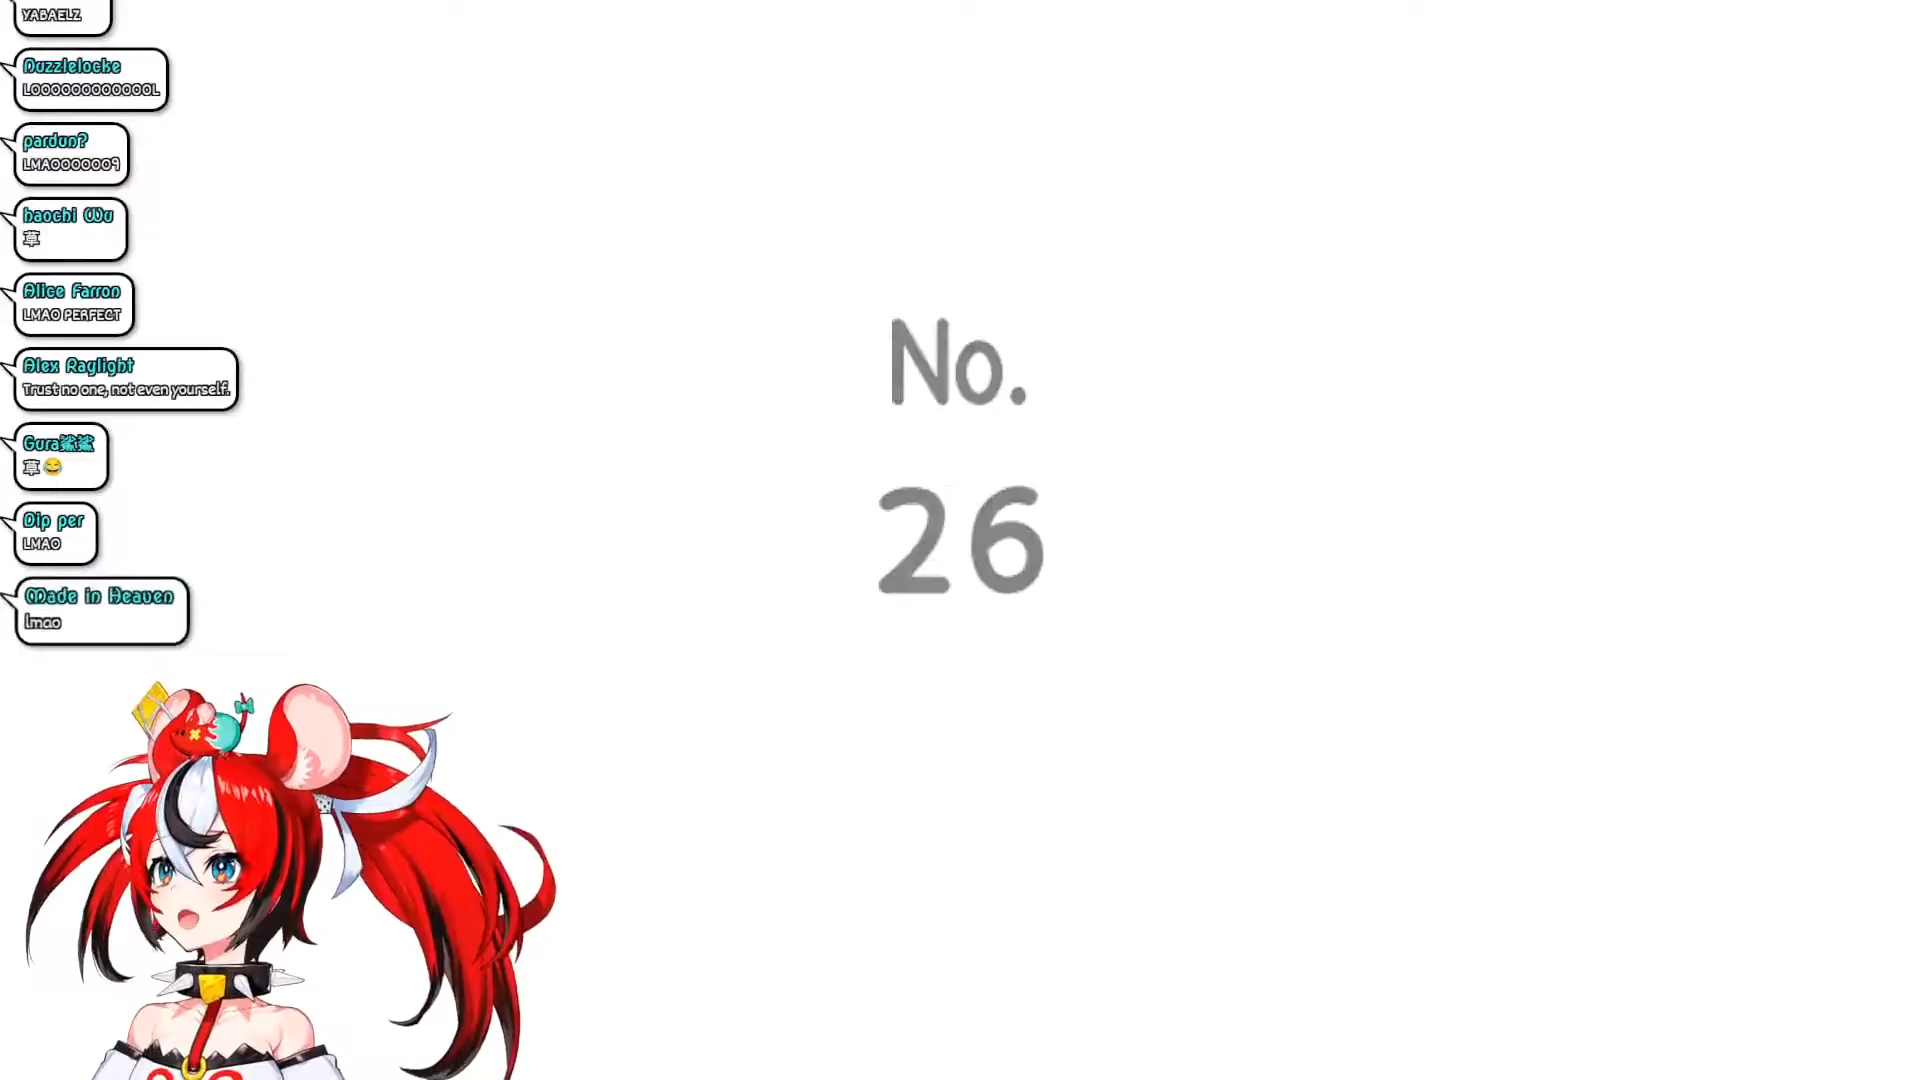 YABAELZ
Nuzzlelocke
LOOOOOOOOOOOOL
pardun?
LMAOOOOOOO9
haochi Wu
草
Alice Farron
LMAO PERFECT
Alex Raglight
Trust no one, not even yourself.
Gura鯊鯊
草😂
Dip per
LMAO
Made in Heaven
lmao
No.
26